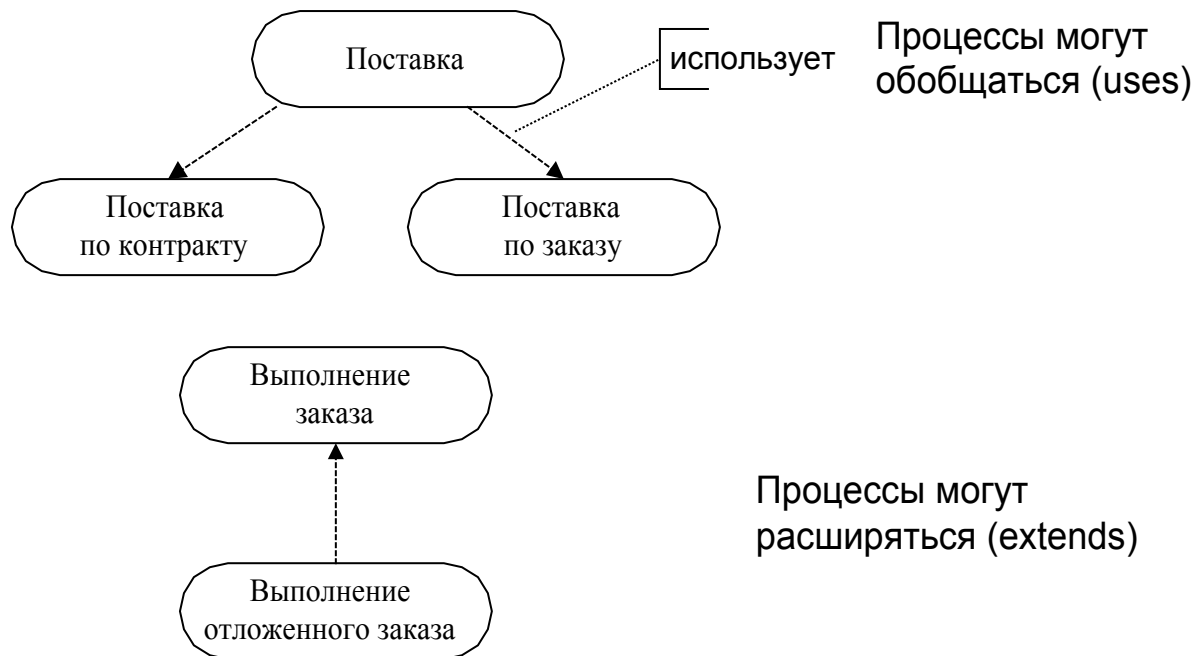 Поставка
использует
Процессы могут
обобщаться (uses)
Поставка
по контракту
Поставка
по заказу
Выполнение
заказа
Процессы могут
расширяться (extends)
Выполнение
отложенного заказа